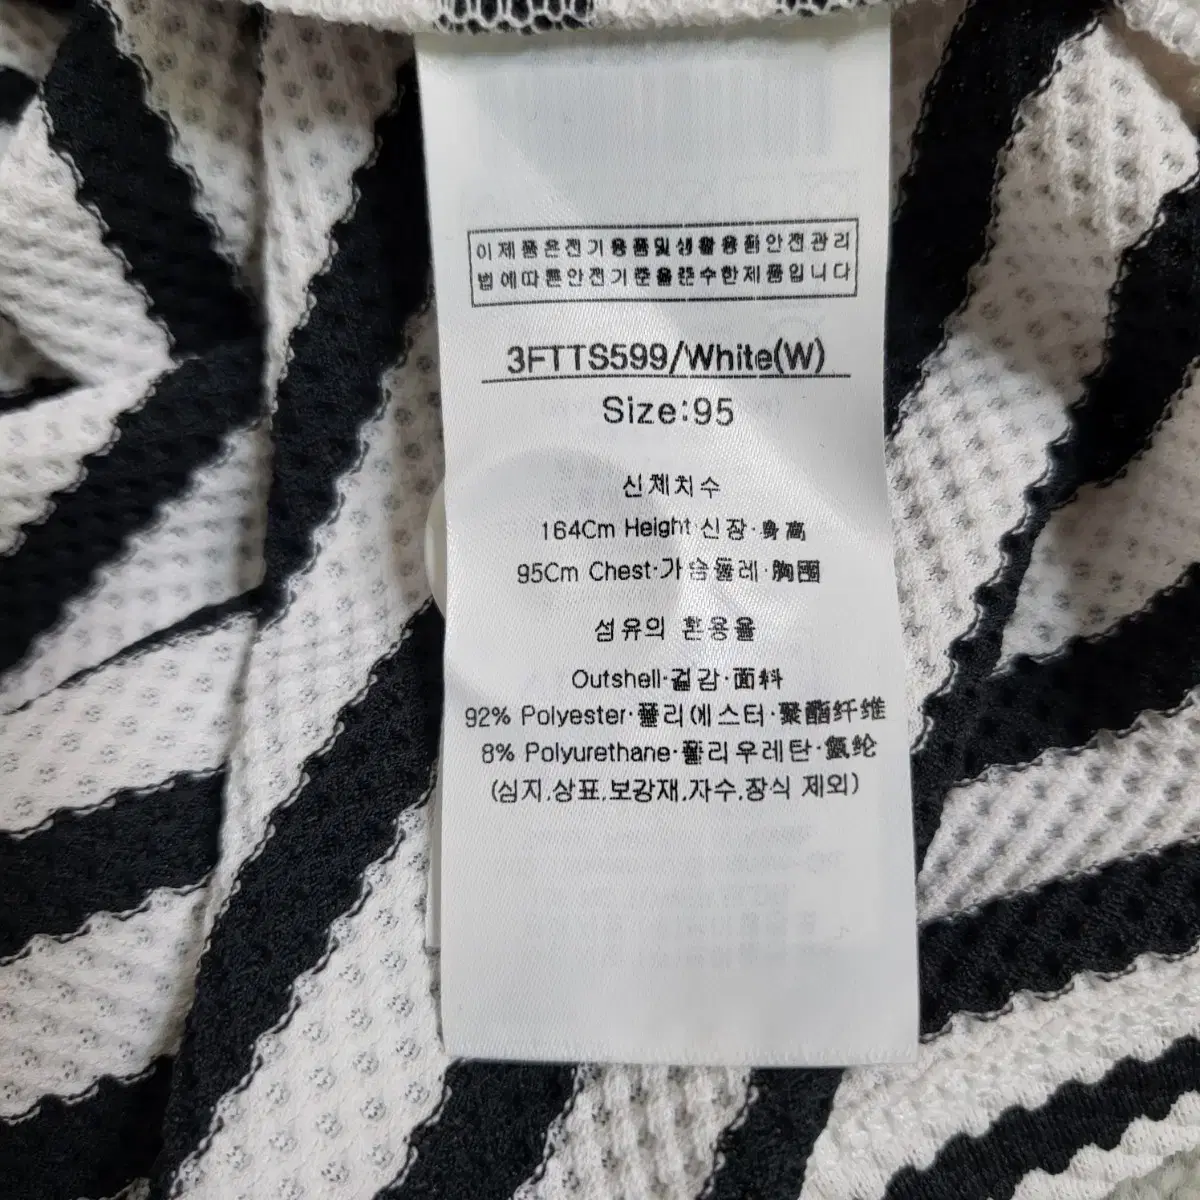 이 제품은전기용품및생활용품안전관리
법에따른안전기준을준수한제품입니다
3FTTS599/White(W)
Size:95
신체치수
164Cm Height 신장·身高
95Cm Chest·가슴둘레·胸圍
섬유의 혼용율
Outshell·겉감·面料
92% Polyester·폴리에스터·聚酯纤维
8% Polyurethane·폴리우레탄·氨纶
(심지,상표,보강재,자수,장식 제외)